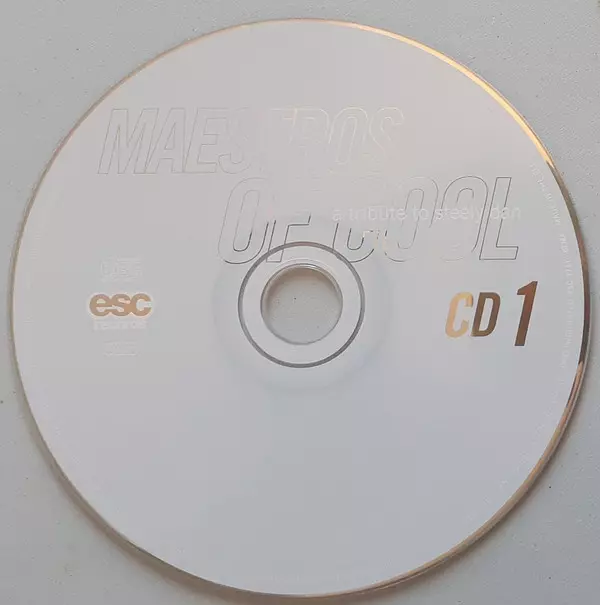 MAESTROS
OF COOL
a tribute to steely dan
esc
records
CD 1